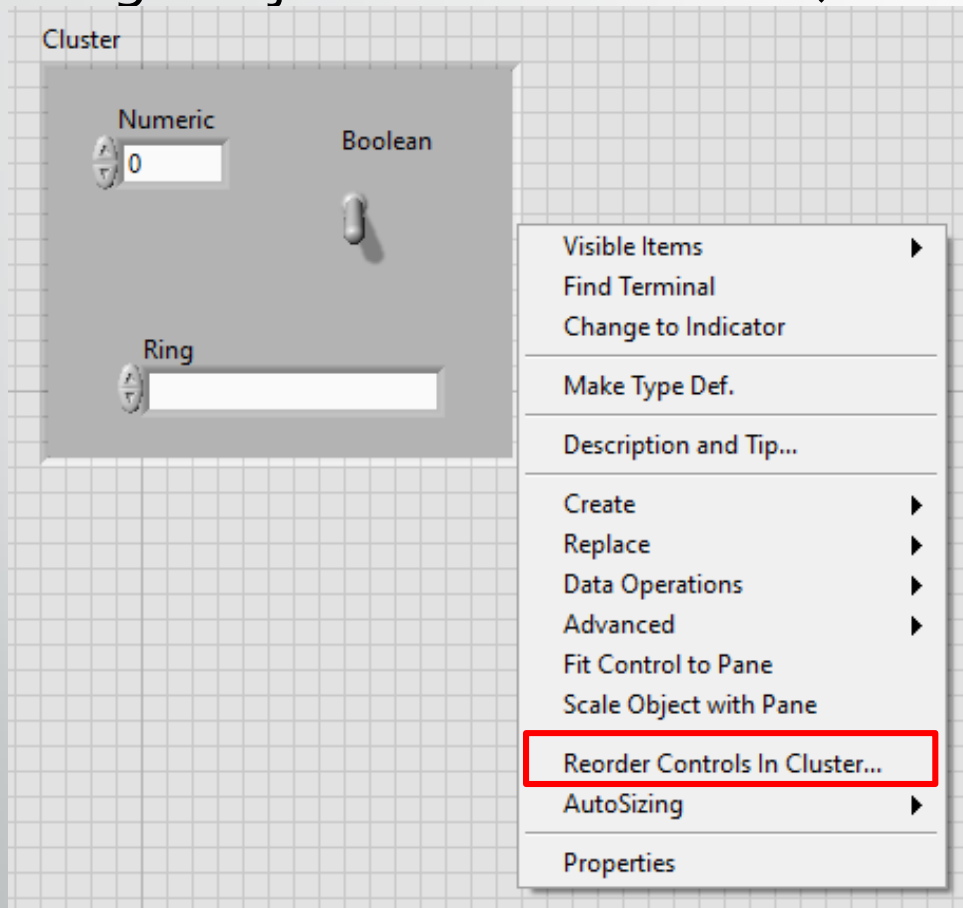 Cluster
Numeric
0
Boolean
Ring
Visible Items
Find Terminal
Change to Indicator
Make Type Def.
Description and Tip...
Create
Replace
Data Operations
Advanced
Fit Control to Pane
Scale Object with Pane
Reorder Controls In Cluster...
AutoSizing
Properties